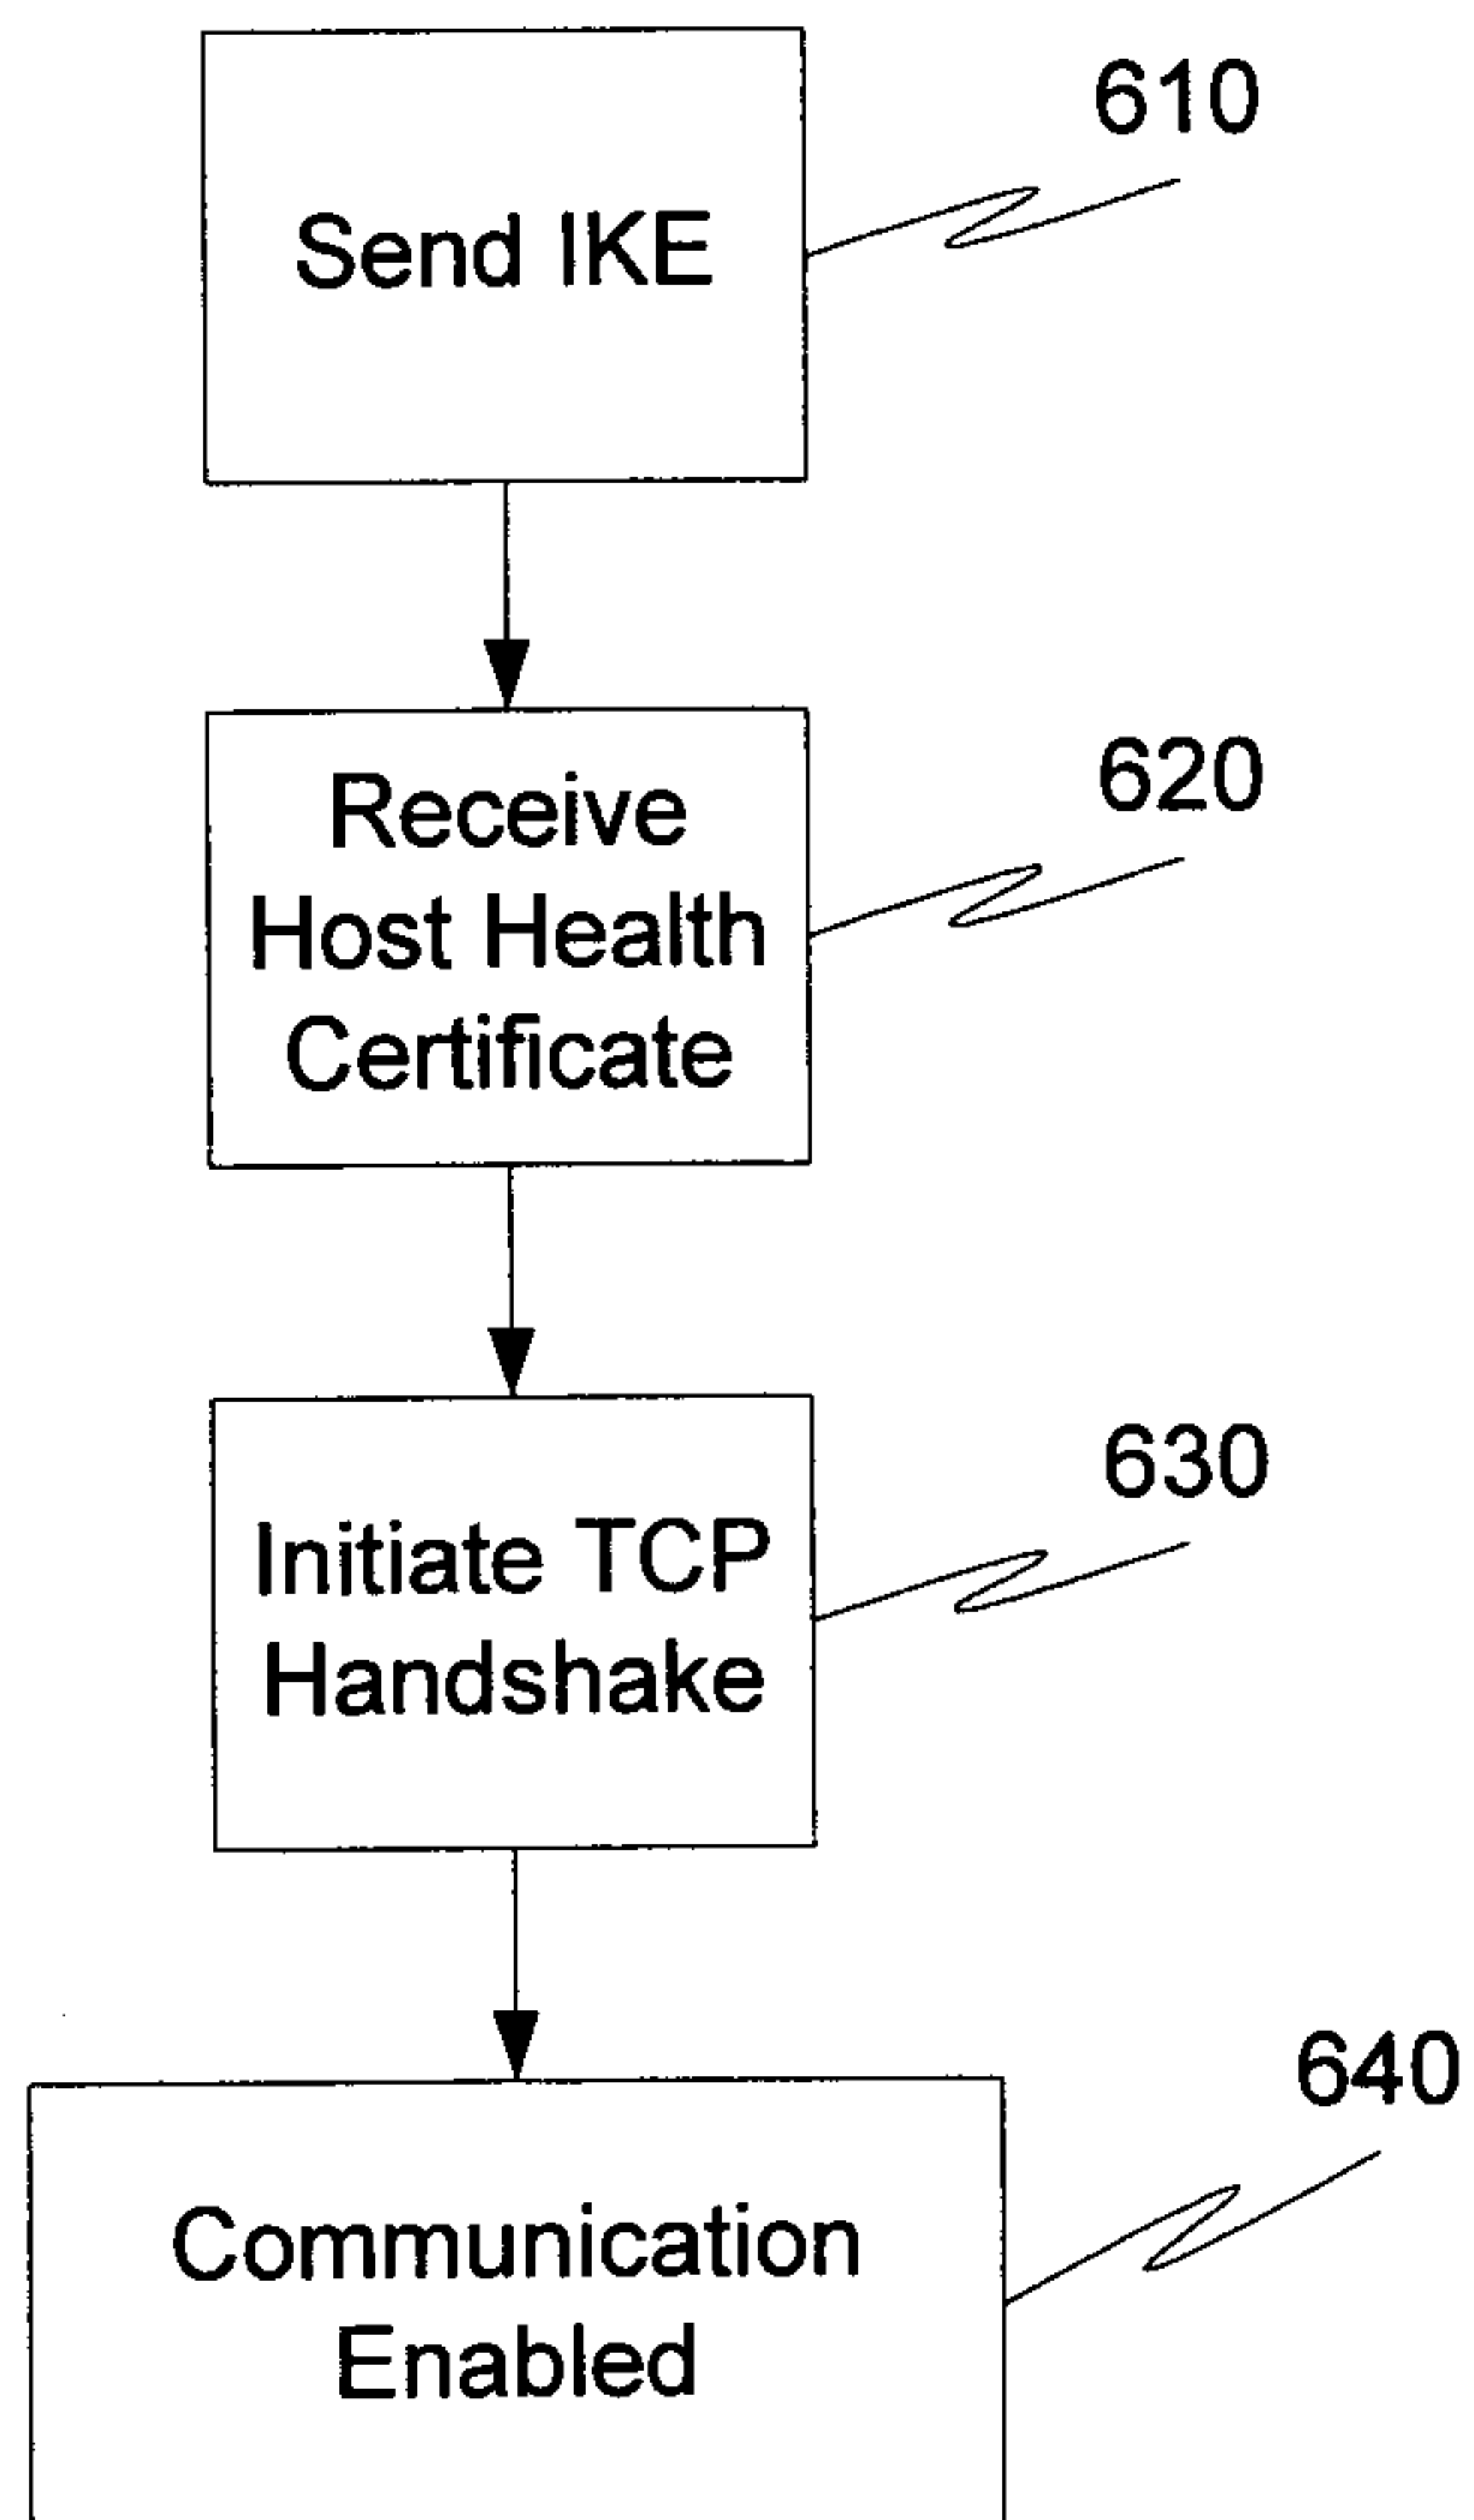 610
Send IKE
620
Receive
Host Health
Certificate
630
Initiate TCP
Handshake
640
Communication
Enabled